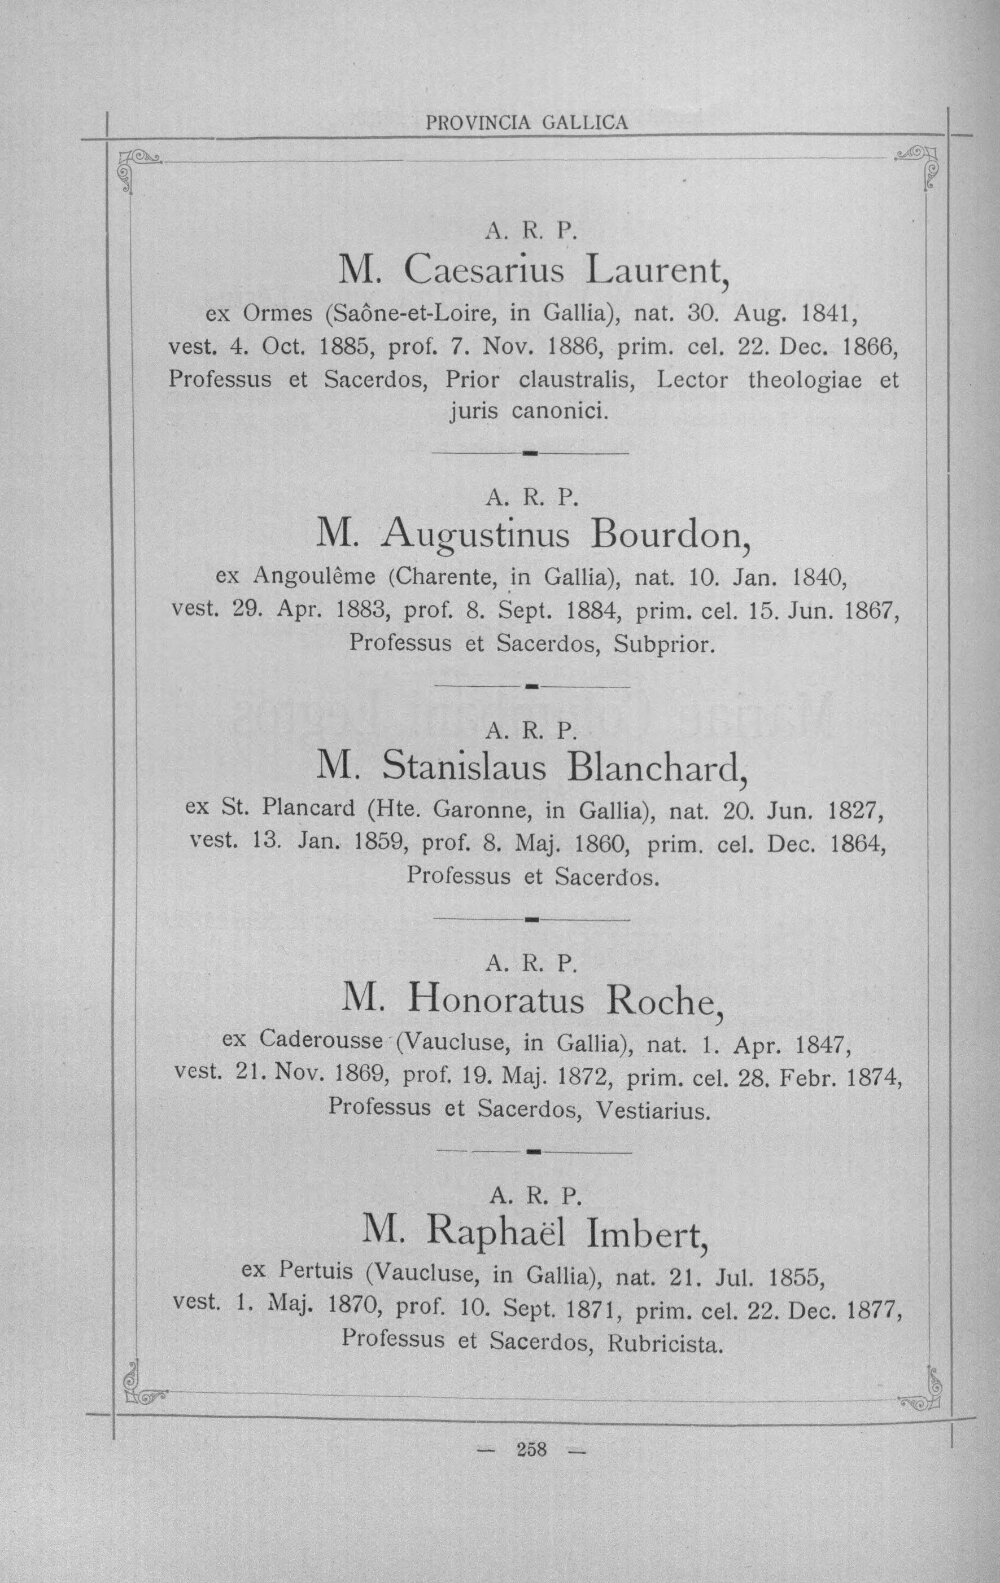 PROVINCIA GALLICA
A. R. P.
M. Caesarius Laurent,
ex Ormes (Saône-et-Loire, in Gallia), nat. 30. Aug. 1841,
vest. 4. Oct. 1885, prof. 7. Nov. 1886, prim. cel. 22. Dec. 1866,
Professus et Sacerdos, Prior claustralis, Lector theologiae et
juris canonici.
A. R. P.
M. Augustinus Bourdon,
ex Angoulême (Charente, in Gallia), nat. 10. Jan. 1840,
vest. 29. Apr. 1883, prof. 8. Sept. 1884, prim. cel. 15. Jun. 1867,
Professus et Sacerdos, Subprior.
A. R. P.
M. Stanislaus Blanchard,
ex St. Plancard (Hte. Garonne, in Gallia), nat. 20. Jun. 1827,
vest. 13. Jan. 1859, prof. 8. Maj. 1860, prim. cel. Dec. 1864,
Professus et Sacerdos.
A. R. P.
M. Honoratus Roche,
ex Caderousse (Vaucluse, in Gallia), nat. 1. Apr. 1847,
vest. 21. Nov. 1869, prof. 19. Maj. 1872, prim. cel. 28. Febr. 1874,
Professus et Sacerdos, Vestiarius.
A. R. P.
M. Raphaël Imbert,
ex Pertuis (Vaucluse, in Gallia), nat. 21. Jul. 1855,
vest. 1. Maj. 1870, prof. 10. Sept. 1871, prim. cel. 22. Dec. 1877,
Professus et Sacerdos, Rubricista.
— 258 —